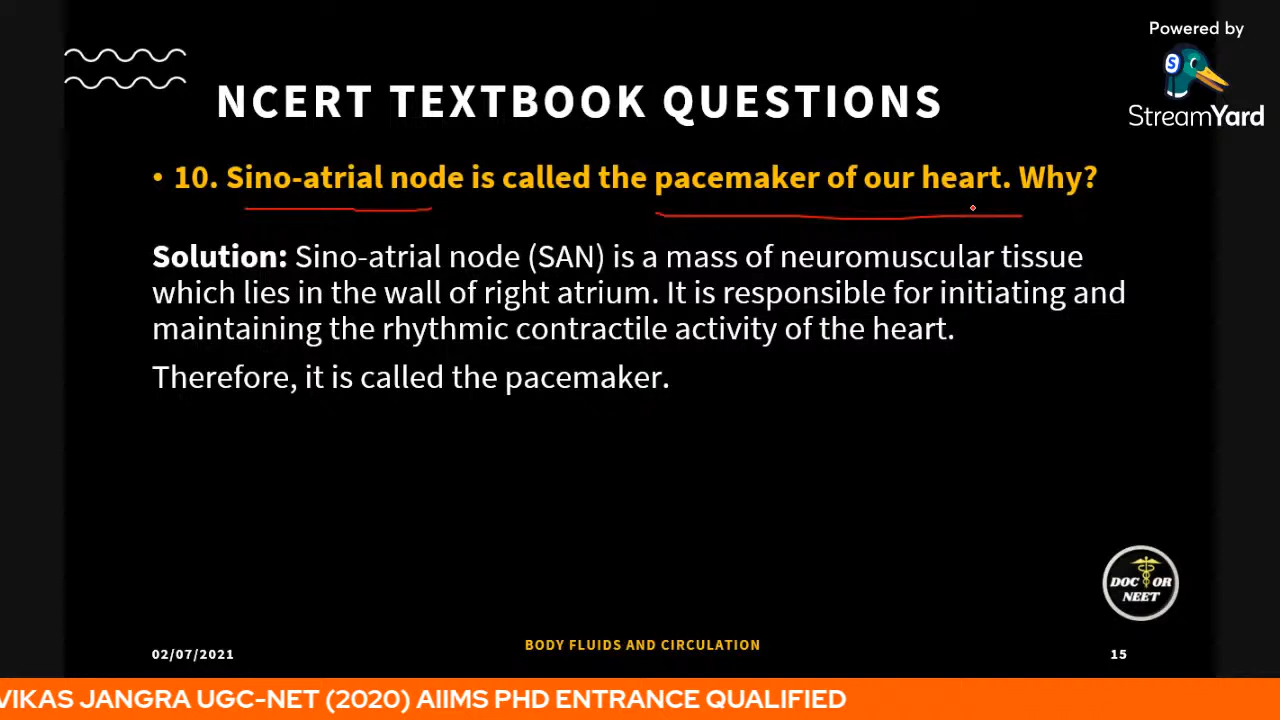 Powered by
StreamYard
NCERT TEXTBOOK QUESTIONS
• 10. Sino-atrial node is called the pacemaker of our heart. Why?
Solution: Sino-atrial node (SAN) is a mass of neuromuscular tissue
which lies in the wall of right atrium. It is responsible for initiating and
maintaining the rhythmic contractile activity of the heart.
Therefore, it is called the pacemaker.
DOCTOR
NEET
02/07/2021
BODY FLUIDS AND CIRCULATION
15
VIKAS JANGRA UGC-NET (2020) AIIMS PHD ENTRANCE QUALIFIED